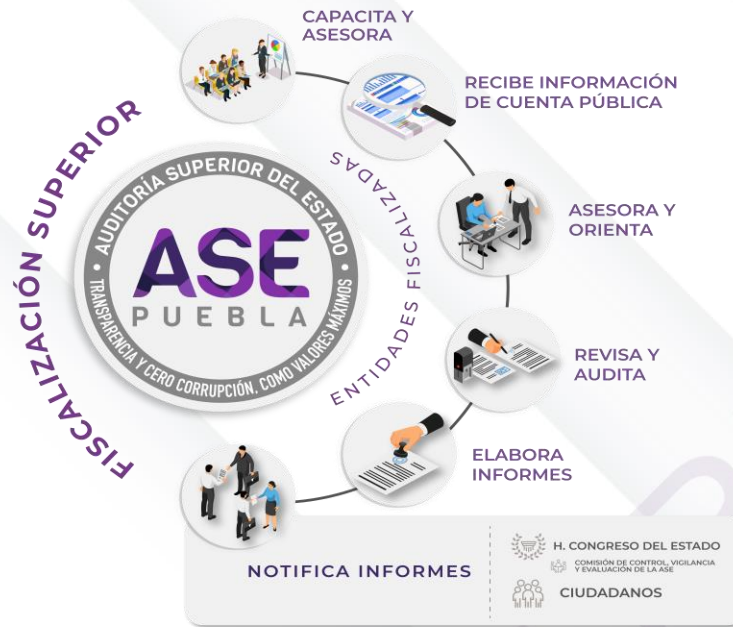 CAPACITA Y
ASESORA
RECIBE INFORMACIÓN
DE CUENTA PÚBLICA
FISCALIZACIÓN SUPERIOR
AUDITORÍA SUPERIOR DEL ESTADO
ASE
PUEBLA
TRANSPARENCIA Y CERO CORRUPCIÓN, COMO VALORES MÁXIMOS
ENTIDADES FISCALIZADAS
ASESORA Y
ORIENTA
REVISA Y
AUDITA
ELABORA
INFORMES
NOTIFICA INFORMES
H. CONGRESO DEL ESTADO
COMISIÓN DE CONTROL, VIGILANCIA
Y EVALUACIÓN DE LA ASE
CIUDADANOS